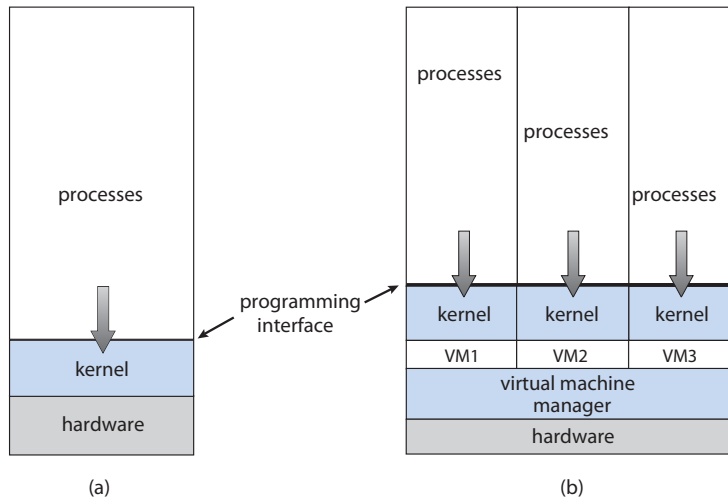 processes
kernel
hardware
(a)
programming
interface
processes
processes
processes
kernel
kernel
kernel
VM1
VM2
VM3
virtual machine
manager
hardware
(b)